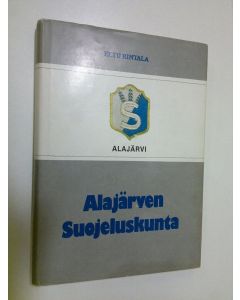 EETU RINTALA
S
ALAJÄRVI
Alajärven
Suojeluskunta